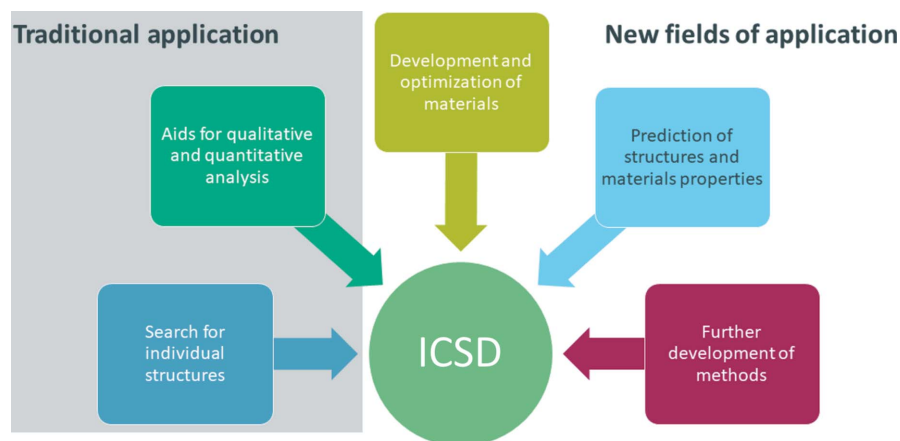 Traditional application
New fields of application
Development and
optimization of
materials
Aids for qualitative
and quantitative
analysis
Prediction of
structures and
materials properties
Search for
individual
structures
ICSD
Further
development of
methods